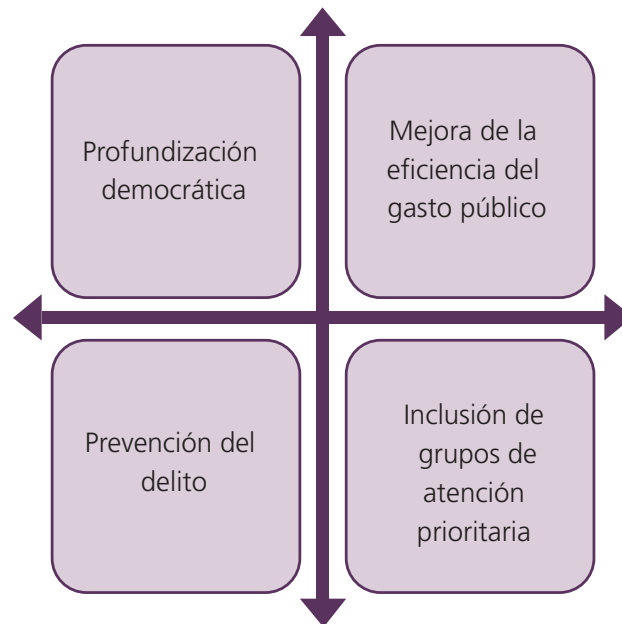 Profundización
democrática
Mejora de la
eficiencia del
gasto público
Prevención del
delito
Inclusión de
grupos de
atención
prioritaria